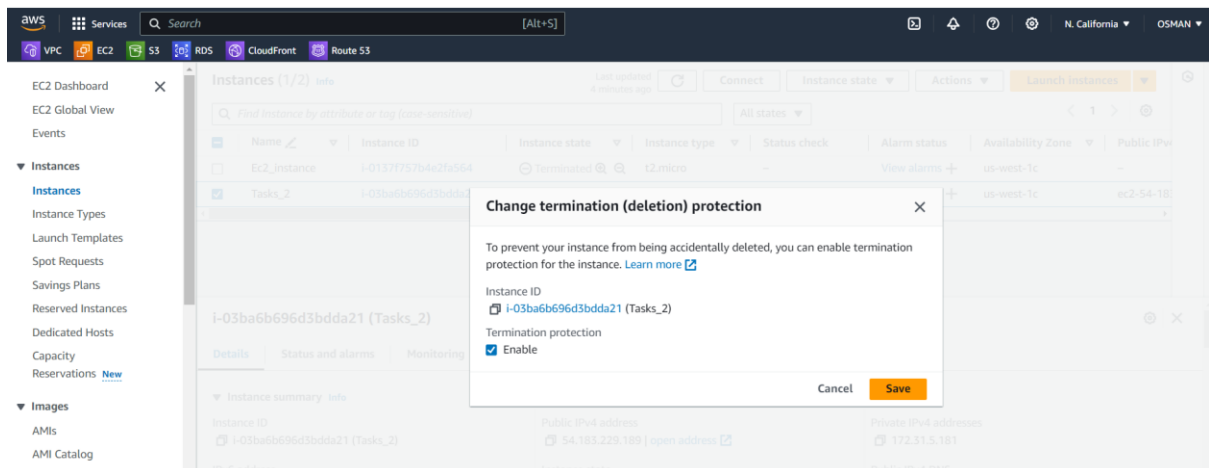 aws Services Search [Alt+S] N. California ▼ OSMAN ▼
VPC EC2 S3 RDS CloudFront Route 53
EC2 Dashboard
EC2 Global View
Events
Instances
Instances
Instance Types
Launch Templates
Spot Requests
Savings Plans
Reserved Instances
Dedicated Hosts
Capacity
Reservations New
Images
AMIs
AMI Catalog
Instances (1/2) Info
Last updated
4 minutes ago
Connect Instance state Actions Launch Instances
Find Instance by attribute or tag (case-sensitive) All states 1
Name Instance ID Instance state Instance type Status check Alarm status Availability Zone Public IPv
Ec2_Instance Terminated t2.micro – View alarms + us-west-1c –
Tasks_2 i-03ba6b696d3bdda2 + us-west-1c ec2-54-18
Change termination (deletion) protection
To prevent your instance from being accidentally deleted, you can enable termination
protection for the instance. Learn more
Instance ID
i-03ba6b696d3bdda21 (Tasks_2)
Termination protection
Enable
Cancel Save
i-03ba6b696d3bdda21 (Tasks_2)
Details Status and alarms Monitoring
Instance summary Info
Instance ID Public IPv4 address Private IPv4 addresses
i-03ba6b696d3bdda21 (Tasks_2) 54.183.229.189 | open address 172.31.5.181